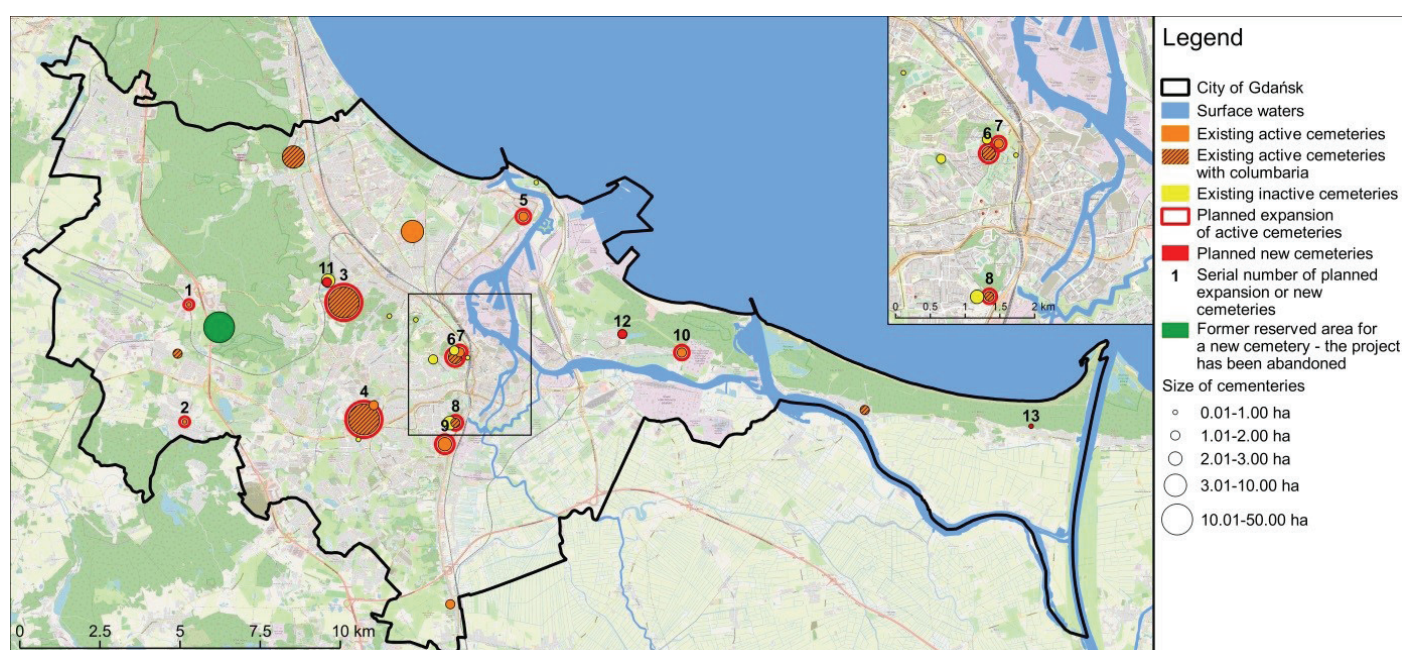 Legend
City of Gdańsk
Surface waters
Existing active cemeteries
Existing active cemeteries
with columbaria
Existing inactive cemeteries
Planned expansion
of active cemeteries
Planned new cemeteries
1 Serial number of planned
expansion or new
cemeteries
Former reserved area for
a new cemetery - the project
has been abandoned
Size of cementeries
0.01-1.00 ha
1.01-2.00 ha
2.01-3.00 ha
3.01-10.00 ha
10.01-50.00 ha
5
11
3
1
12
10
7
6
4
2
8
9
13
0 2.5 5 7.5 10 km
7
6
8
0 0.5 1 1.5 2 km